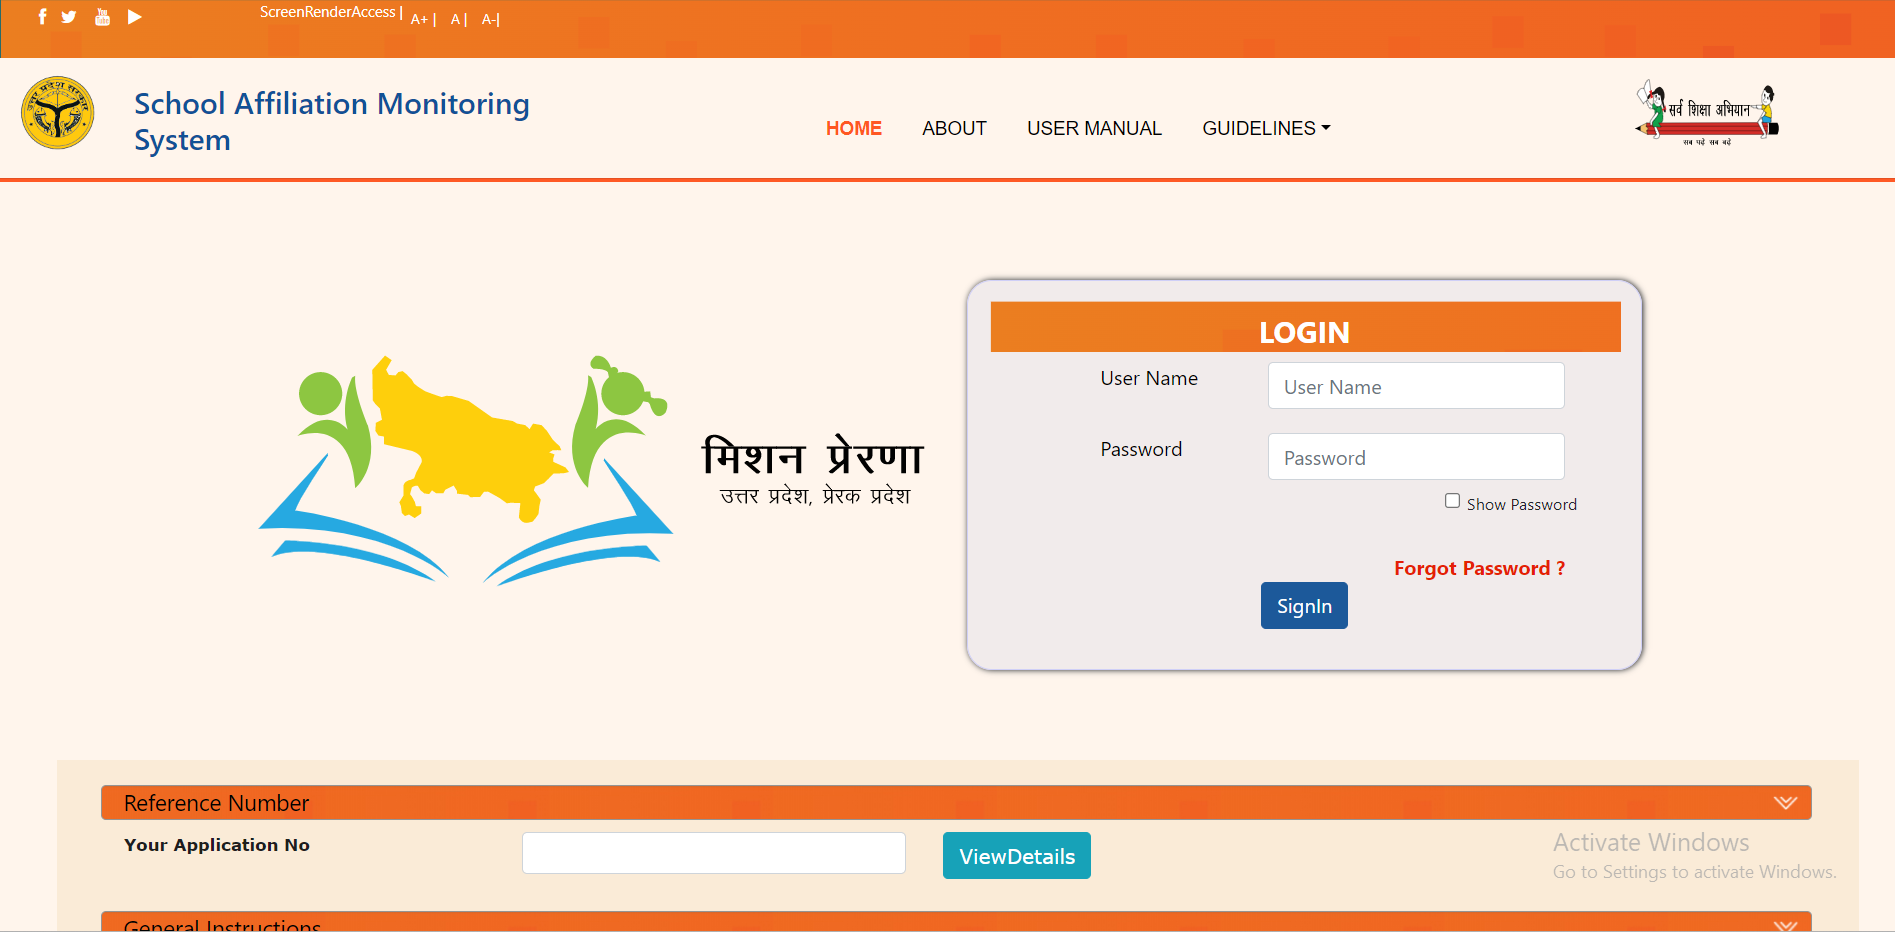 ScreenRenderAccess | A+ | A | A-|
School Affiliation Monitoring
System
HOME ABOUT USER MANUAL GUIDELINES
सर्व शिक्षा अभियान
सब पढ़ें सब बढ़ें
LOGIN
User Name User Name
Password Password
Show Password
Forgot Password ?
SignIn
मिशन प्रेरणा
उत्तर प्रदेश, प्रेरक प्रदेश
Reference Number
Your Application No ViewDetails
Activate Windows
Go to Settings to activate Windows.
General Instructions